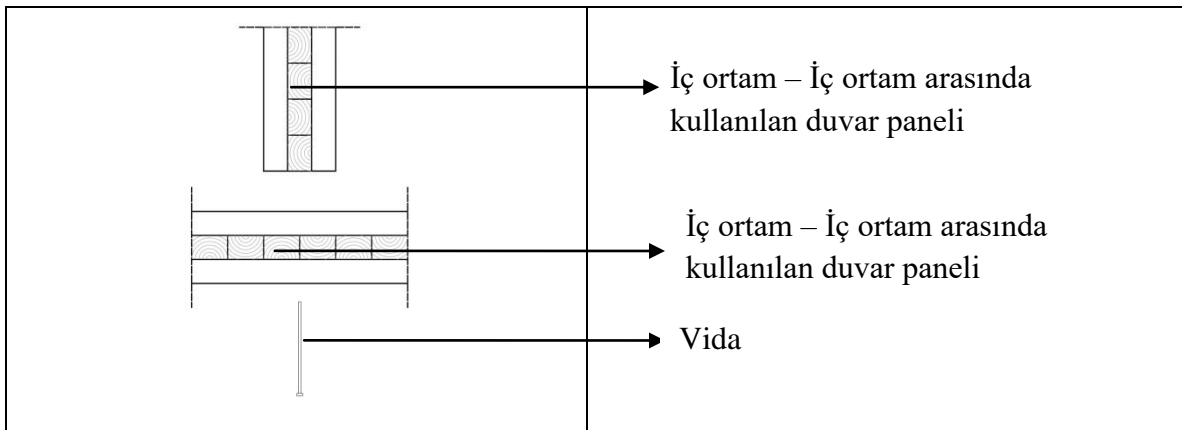 İç ortam – İç ortam arasında
kullanılan duvar paneli
İç ortam – İç ortam arasında
kullanılan duvar paneli
Vida